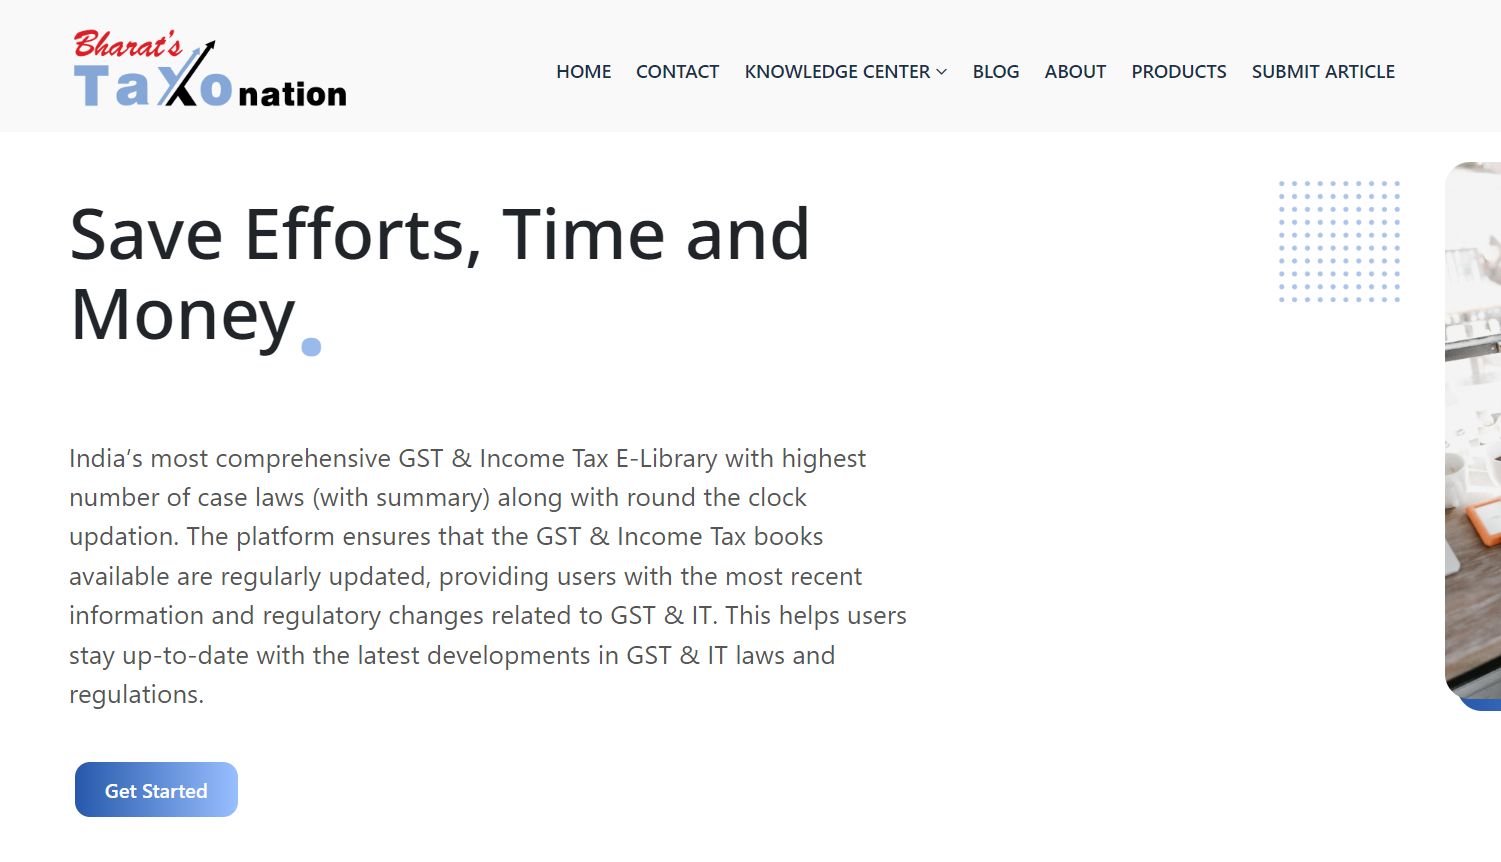 Bharat's
TaXo nation
HOME CONTACT KNOWLEDGE CENTER BLOG ABOUT PRODUCTS SUBMIT ARTICLE
Save Efforts, Time and
Money.
India’s most comprehensive GST & Income Tax E-Library with highest
number of case laws (with summary) along with round the clock
updation. The platform ensures that the GST & Income Tax books
available are regularly updated, providing users with the most recent
information and regulatory changes related to GST & IT. This helps users
stay up-to-date with the latest developments in GST & IT laws and
regulations.
Get Started